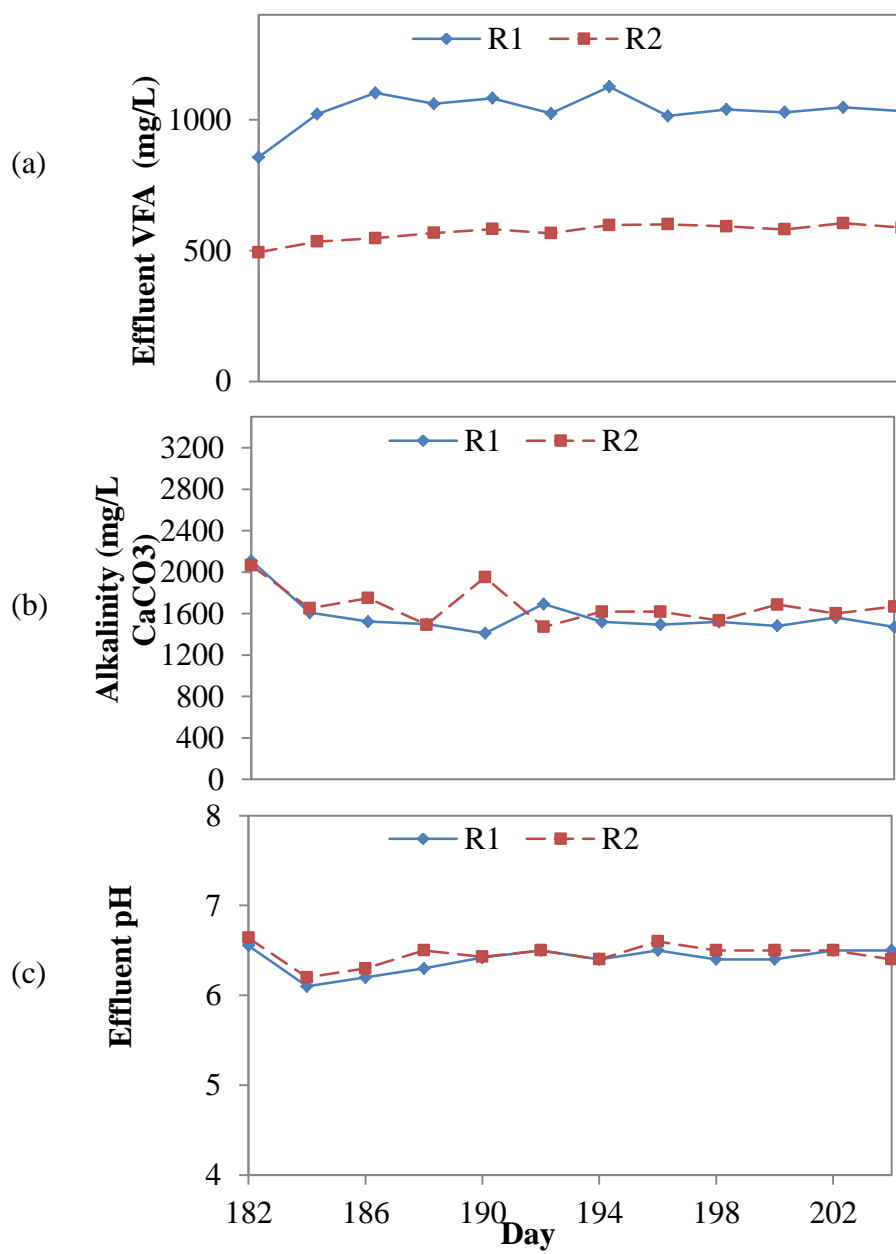 R1 R2
1000
500
0
Effluent VFA (mg/L)
(a)
R1 R2
3200
2800
2400
2000
1600
1200
800
400
0
Alkalinity (mg/L
CaCO3)
(b)
R1 R2
8
7
6
5
4
Effluent pH
(c)
182 186 190 194 198 202
Day